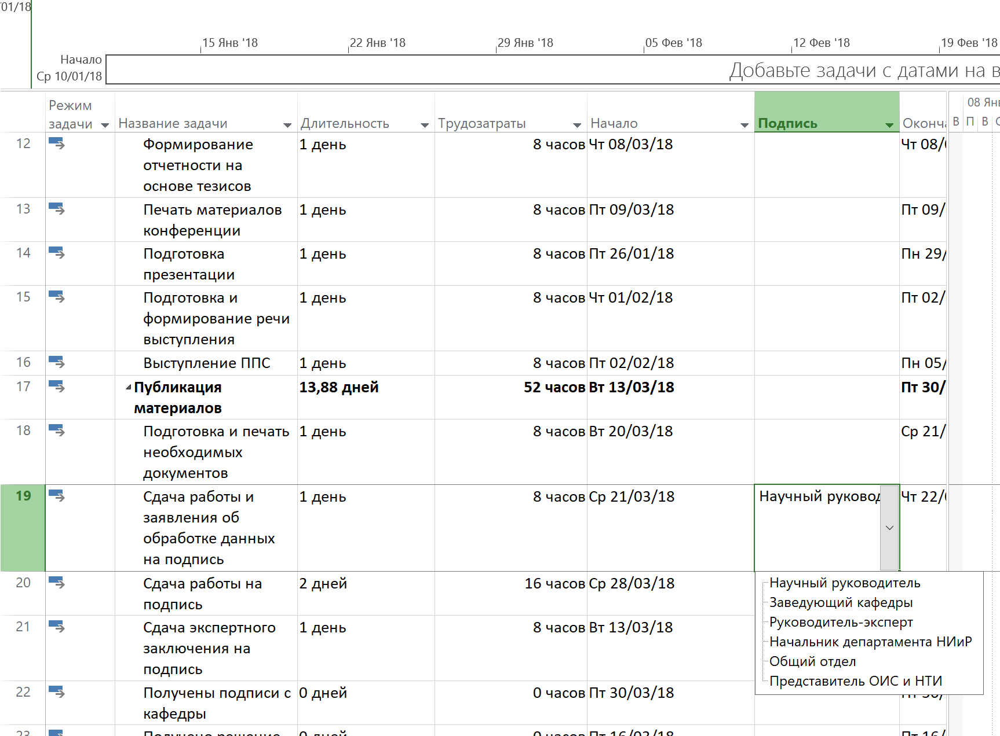 01/18
15 Янв '18 22 Янв '18 29 Янв '18 05 Фев '18 12 Фев '18 19 Фев '18
Начало
Ср 10/01/18
Добавьте задачи с датами на в
Режим задачи Название задачи Длительность Трудозатраты Начало Подпись Оконч 08 Янв
В П В С
12 Формирование 1 день 8 часов Чт 08/03/18 Чт 08/
отчетности на
основе тезисов
13 Печать материалов 1 день 8 часов Пт 09/03/18 Пт 09/
конференции
14 Подготовка 1 день 8 часов Пт 26/01/18 Пн 29/
презентации
15 Подготовка и 1 день 8 часов Чт 01/02/18 Пт 02/
формирование речи
выступления
16 Выступление ППС 1 день 8 часов Пт 02/02/18 Пн 05/
17 Публикация 13,88 дней 52 часов Вт 13/03/18 Пт 30/
материалов
18 Подготовка и печать 1 день 8 часов Вт 20/03/18 Ср 21/
необходимых
документов
19 Сдача работы и 1 день 8 часов Ср 21/03/18 Научный руковод Чт 22/
заявления об
обработке данных
на подпись
20 Сдача работы на 2 дней 16 часов Ср 28/03/18
подпись
21 Сдача экспертного 1 день 8 часов Вт 13/03/18
заключения на
подпись
22 Получены подписи с 0 дней 0 часов Пт 30/03/18
кафедры
23 Получено решение 0 дней 0 часов Пт 16/03/18 Пт 16/
Научный руководитель
Заведующий кафедры
Руководитель-эксперт
Начальник департамента НИиР
Общий отдел
Представитель ОИС и НТИ